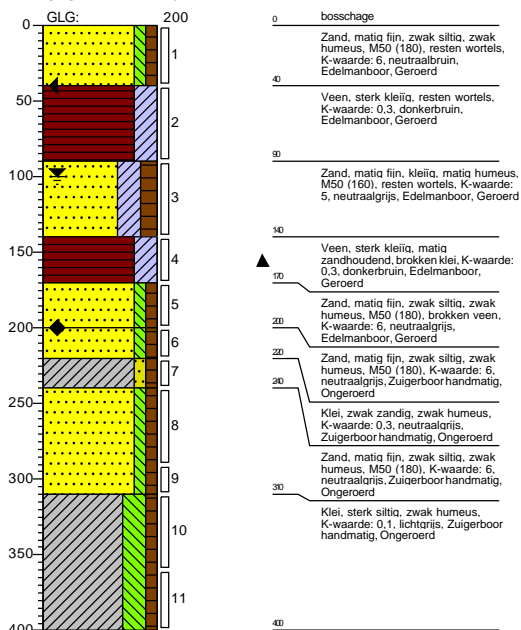 GLG: 200
0
50
100
150
200
250
300
350
400
1
2
3
4
5
6
7
8
9
10
11
0 bosschage
Zand, matig fijn, zwak siltig, zwak
humeus, M50 (180), resten wortels,
K-waarde: 6, neutraalbruin,
Edelmanboor, Geroerd
40
Veen, sterk kleiïg, resten wortels,
K-waarde: 0,3, donkerbruin,
Edelmanboor, Geroerd
90
Zand, matig fijn, kleiïg, matig humeus,
M50 (160), resten wortels, K-waarde:
5, neutraalgrijs, Edelmanboor, Geroerd
140
Veen, sterk kleiïg, matig
zandhoudend, brokken klei, K-waarde:
0,3, donkerbruin, Edelmanboor,
Geroerd
170
Zand, matig fijn, zwak siltig, zwak
humeus, M50 (180), brokken veen,
K-waarde: 6, neutraalgrijs,
Edelmanboor, Geroerd
200
Zand, matig fijn, zwak siltig, zwak
humeus, M50 (180), K-waarde: 6,
neutraalgrijs, Zuigerboor handmatig,
Ongeroerd
220
Klei, zwak zandig, zwak humeus,
K-waarde: 0,3, neutraalgrijs,
Zuigerboor handmatig, Ongeroerd
240
Zand, matig fijn, zwak siltig, zwak
humeus, M50 (180), K-waarde: 6,
neutraalgrijs, Zuigerboor handmatig,
Ongeroerd
310
Klei, sterk siltig, zwak humeus,
K-waarde: 0,1, lichtgrijs, Zuigerboor
handmatig, Ongeroerd
400